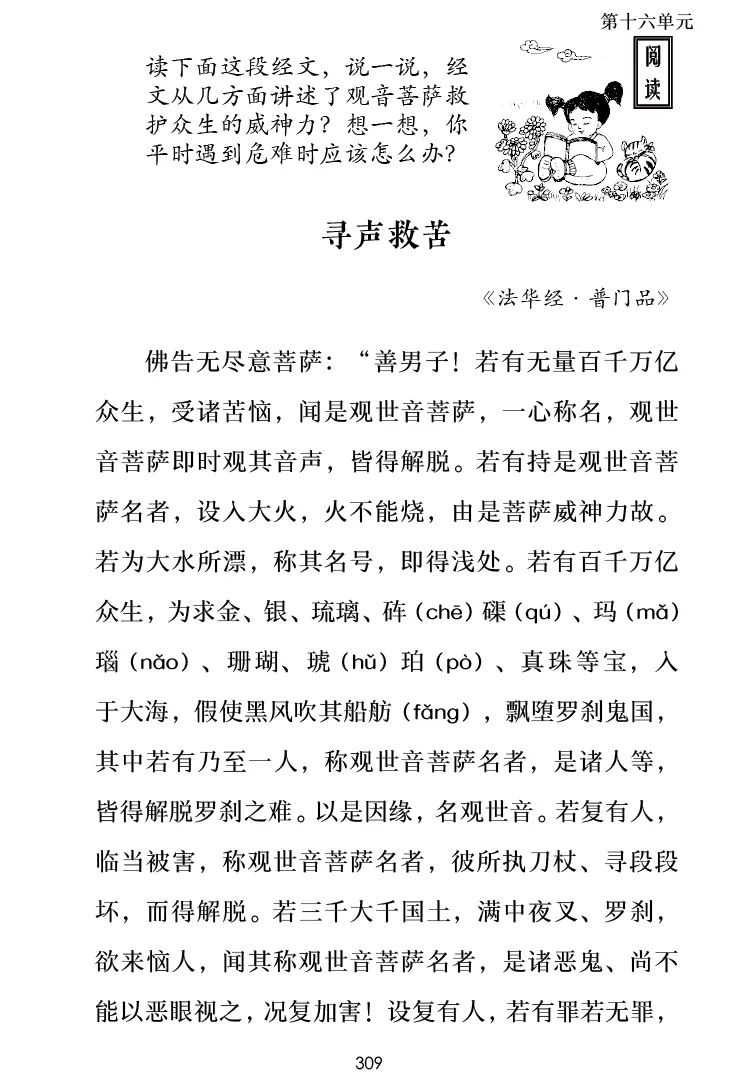 第十六单元
阅读
读下面这段经文，说一说，经
文从几方面讲述了观音菩萨救
护众生的威神力？想一想，你
平时遇到危难时应该怎么办？
寻声救苦
《法华经·普门品》
佛告无尽意菩萨：“善男子！若有无量百千万亿
众生，受诸苦恼，闻是观世音菩萨，一心称名，观世
音菩萨即时观其音声，皆得解脱。若有持是观世音菩
萨名者，设入大火，火不能烧，由是菩萨威神力故。
若为大水所漂，称其名号，即得浅处。若有百千万亿
众生，为求金、银、琉璃、砗（chē）磲（qú）、玛（mǎ）
瑙（nǎo）、珊瑚、琥（hǔ）珀（pò）、真珠等宝，入
于大海，假使黑风吹其船舫（fǎng），飘堕罗刹鬼国，
其中若有乃至一人，称观世音菩萨名者，是诸人等，
皆得解脱罗刹之难。以是因缘，名观世音。若复有人，
临当被害，称观世音菩萨名者，彼所执刀杖、寻段段
坏，而得解脱。若三千大千国土，满中夜叉、罗刹，
欲来恼人，闻其称观世音菩萨名者，是诸恶鬼、尚不
能以恶眼视之，况复加害！设复有人，若有罪若无罪，
309